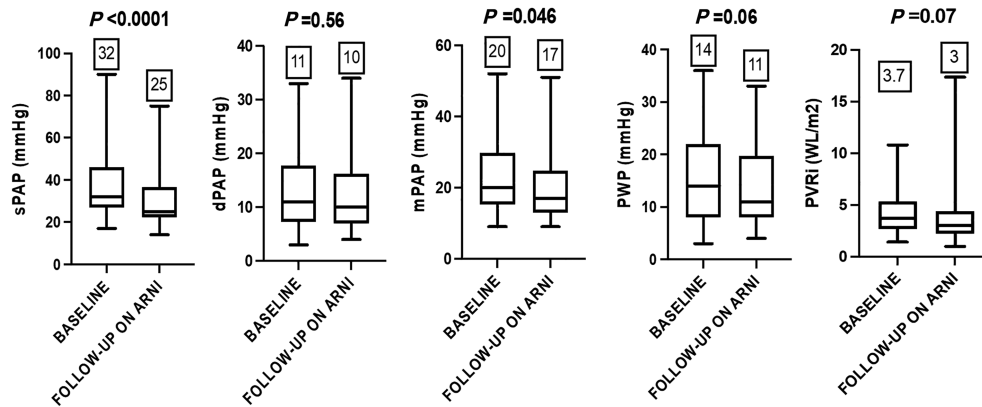 P <0.0001
sPAP (mmHg)
100
80
60
40
20
0
32
25
BASELINE
FOLLOW-UP ON ARNI
P =0.56
dPAP (mmHg)
40
30
20
10
0
11
10
BASELINE
FOLLOW-UP ON ARNI
P =0.046
mPAP (mmHg)
60
40
20
0
20
17
BASELINE
FOLLOW-UP ON ARNI
P =0.06
PWP (mmHg)
40
30
20
10
0
14
11
BASELINE
FOLLOW-UP ON ARNI
P =0.07
PVRi (WL/m2)
20
15
10
5
0
3.7
3
BASELINE
FOLLOW-UP ON ARNI